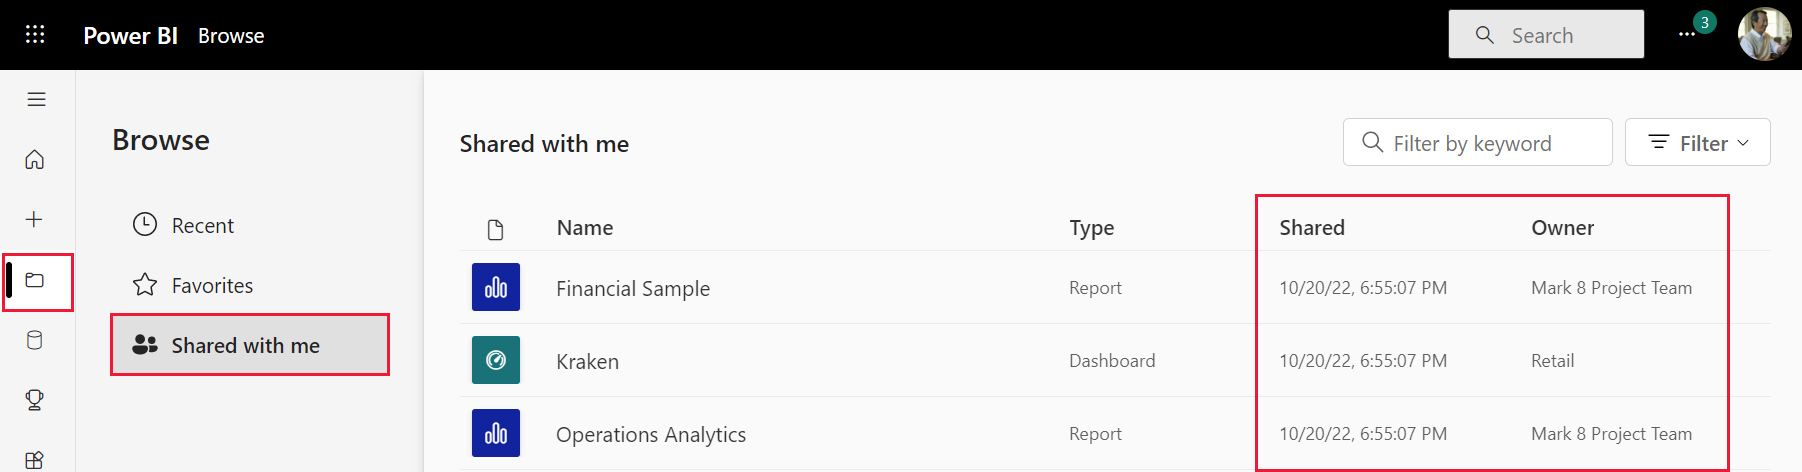 Power BI Browse Search 3
Browse
Recent
Favorites
Shared with me
Shared with me Filter by keyword Filter
Name Type Shared Owner
Financial Sample Report 10/20/22, 6:55:07 PM Mark 8 Project Team
Kraken Dashboard 10/20/22, 6:55:07 PM Retail
Operations Analytics Report 10/20/22, 6:55:07 PM Mark 8 Project Team